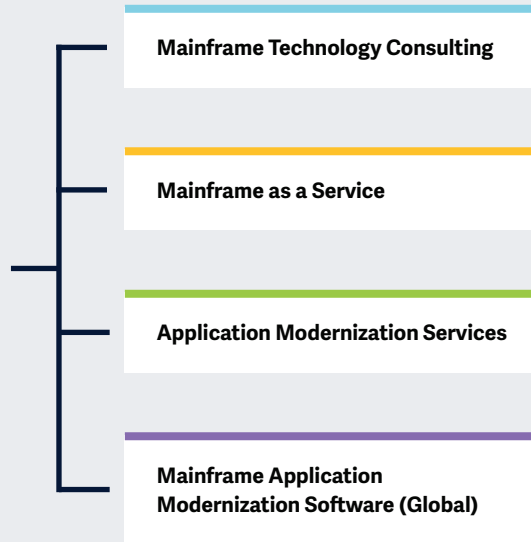 Mainframe Technology Consulting
Mainframe as a Service
Application Modernization Services
Mainframe Application
Modernization Software (Global)